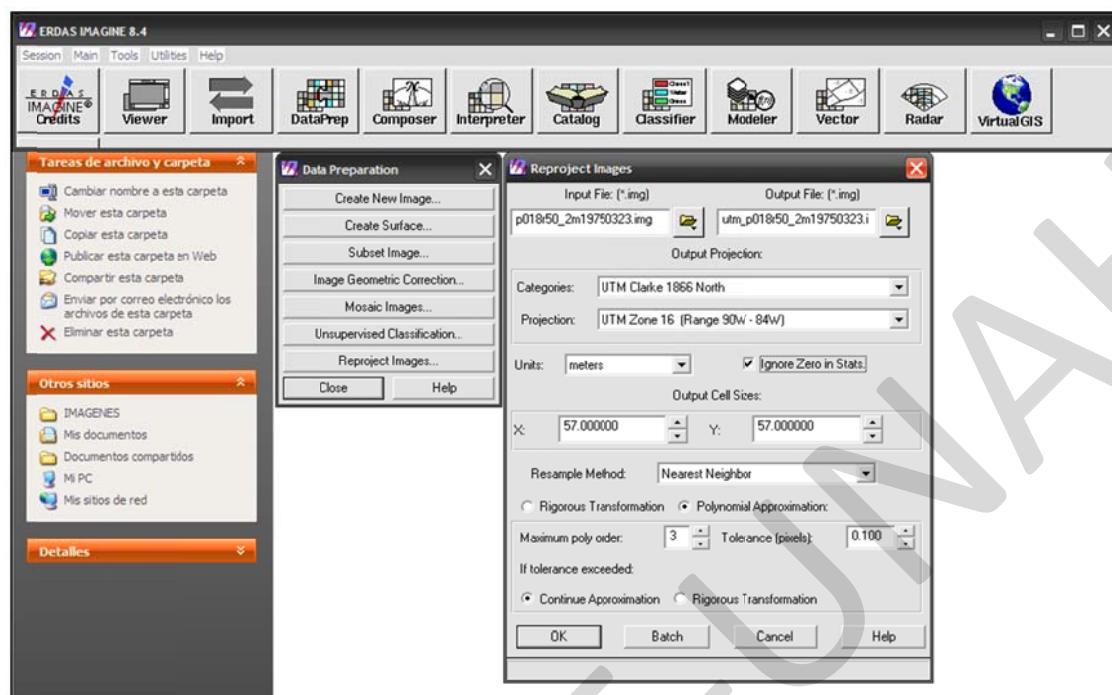 ERDAS IMAGINE 8.4
Session Main Tools Utilities Help
ERDAS
IMAGINE®
Credits
Viewer
Import
DataPrep
Composer
Interpreter
Catalog
Classifier
Modeler
Vector
Radar
VirtualGIS
Tareas de archivo y carpeta
Cambiar nombre a esta carpeta
Mover esta carpeta
Copiar esta carpeta
Publicar esta carpeta en Web
Compartir esta carpeta
Enviar por correo electrónico los
archivos de esta carpeta
Eliminar esta carpeta
Otros sitios
IMAGENES
Mis documentos
Documentos compartidos
Mi PC
Mis sitios de red
Detalles
Data Preparation
Create New Image...
Create Surface...
Subset Image...
Image Geometric Correction...
Mosaic Images...
Unsupervised Classification...
Reproject Images...
Close Help
Reproject Images
Input File: (*.img) Output File: (*.img)
p018r50_2m19750323.img utm_p018r50_2m19750323.i
Output Projection:
Categories: UTM Clarke 1866 North
Projection: UTM Zone 16 (Range 90W - 84W)
Units: meters Ignore Zero in Stats.
Output Cell Sizes:
X: 57.000000 Y: 57.000000
Resample Method: Nearest Neighbor
Rigorous Transformation Polynomial Approximation:
Maximum poly order: 3 Tolerance (pixels): 0.100
If tolerance exceeded:
Continue Approximation Rigorous Transformation
OK Batch Cancel Help